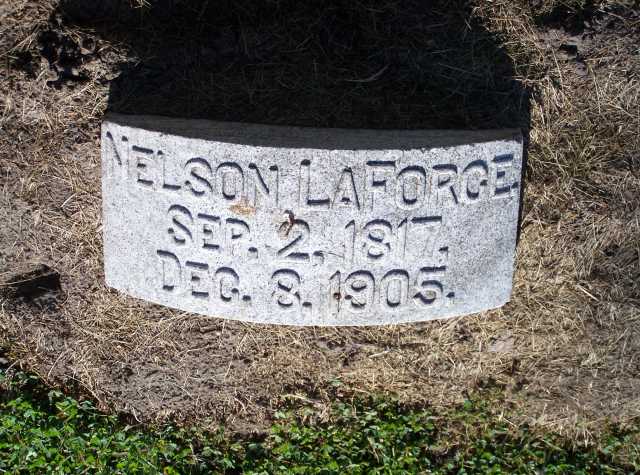 NELSON LAFORGE.
SEP. 2, 1817.
DEC. 8. 1905.